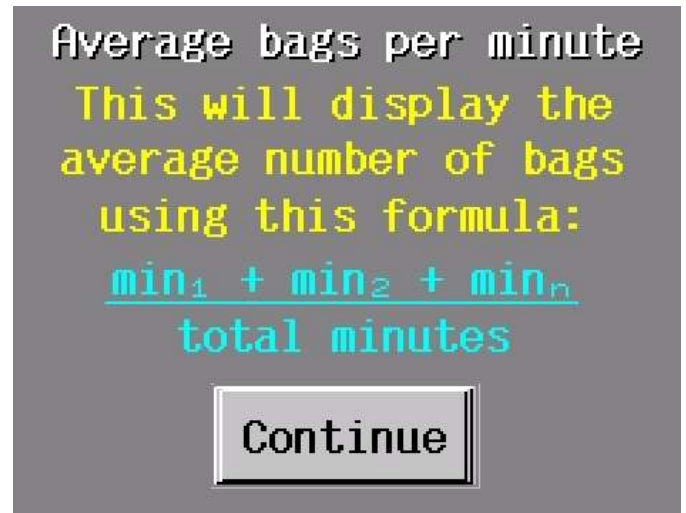 Average bags per minute
This will display the
average number of bags
using this formula:
min₁ + min₂ + minₙ
total minutes
Continue